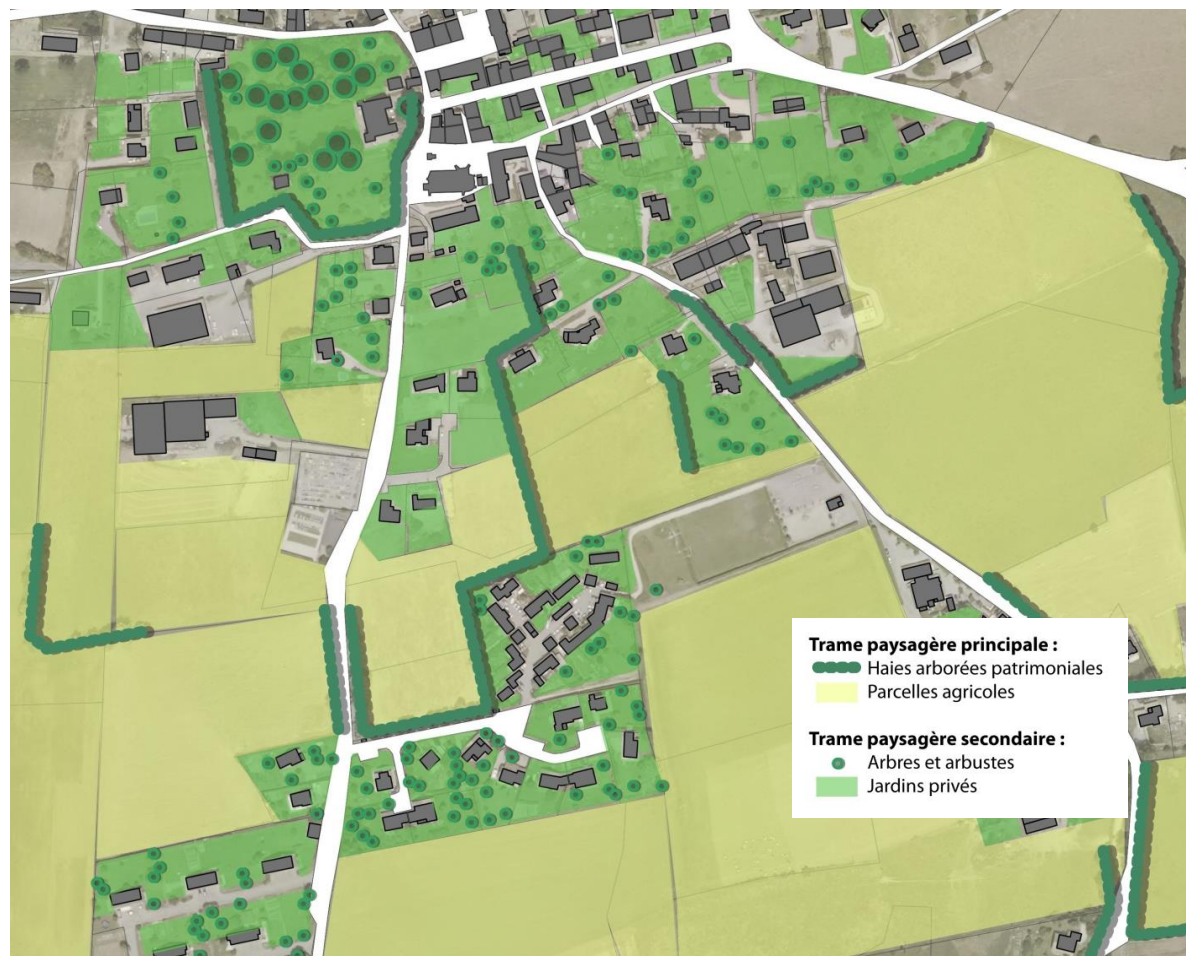 Trame paysagère principale :
Haies arborées patrimoniales
Parcelles agricoles
Trame paysagère secondaire :
Arbres et arbustes
Jardins privés